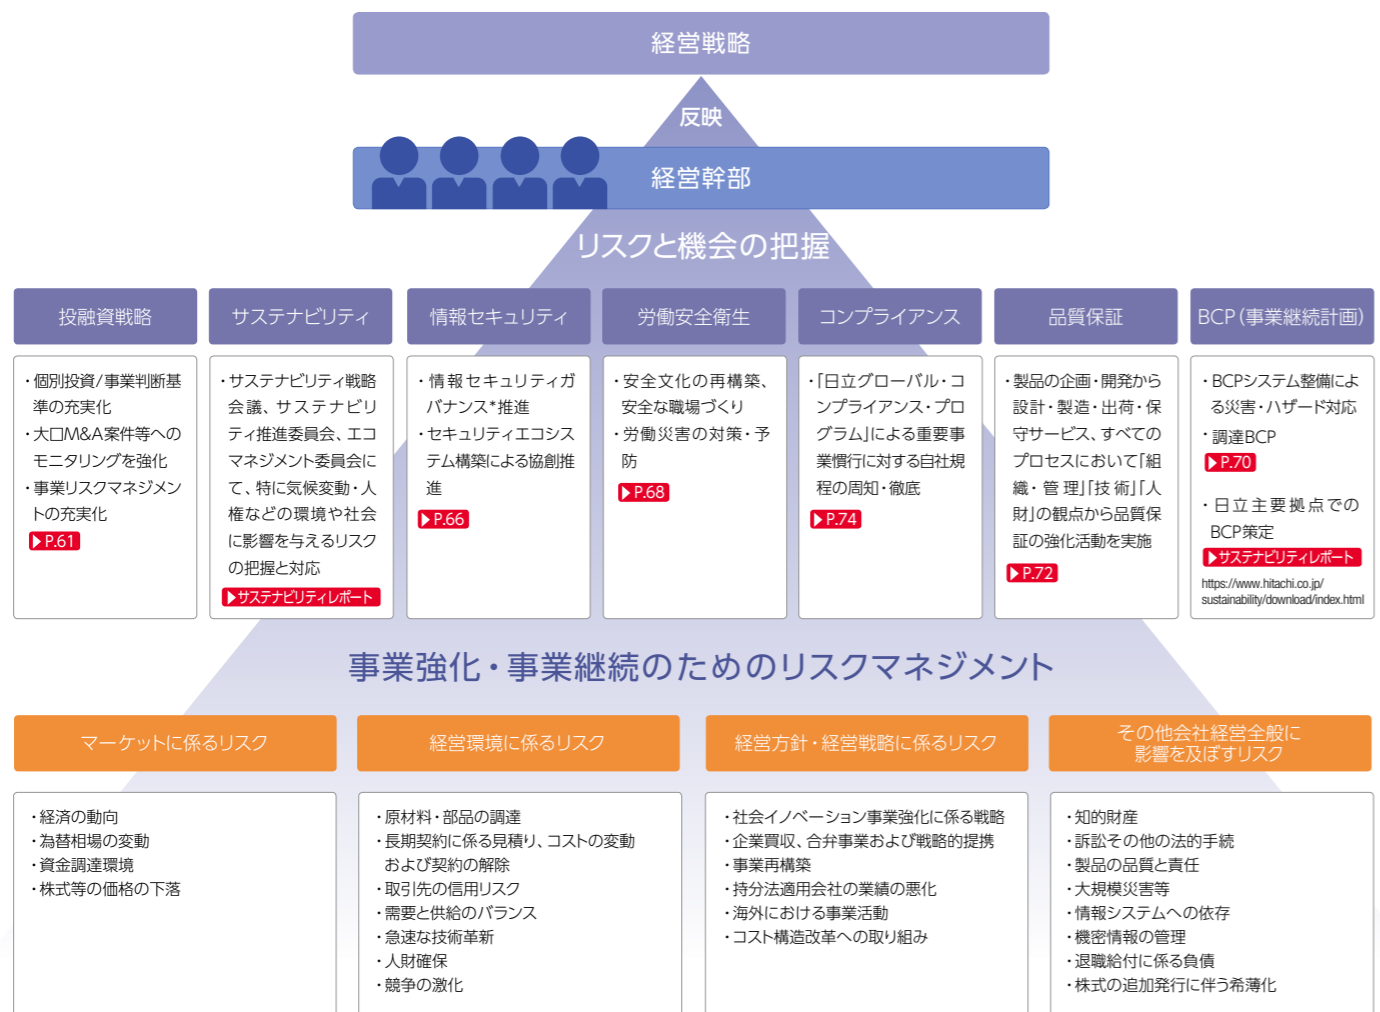 経営戦略
反映
経営幹部
リスクと機会の把握
投融資戦略
・個別投資/事業判断基
準の充実化
・大口M&A案件等への
モニタリングを強化
・事業リスクマネジメン
トの充実化
▶P.61
サステナビリティ
・サステナビリティ戦略
会議、サステナビリ
ティ推進委員会、エコ
マネジメント委員会に
て、特に気候変動・人
権などの環境や社会
に影響を与えるリスク
の把握と対応
▶サステナビリティレポート
情報セキュリティ
・情報セキュリティガ
バナンス*推進
・セキュリティエコシス
テム構築による協創推
進
▶P.66
労働安全衛生
・安全文化の再構築、
安全な職場づくり
・労働災害の対策・予
防
▶P.68
コンプライアンス
・「日立グローバル・コ
ンプライアンス・プロ
グラム」による重要事
業慣行に対する自社規
程の周知・徹底
▶P.74
品質保証
・製品の企画・開発から
設計・製造・出荷・保
守サービス、すべての
プロセスにおいて「組
織・管理」「技術」「人
財」の観点から品質保
証の強化活動を実施
▶P.72
BCP（事業継続計画）
・BCPシステム整備によ
る災害・ハザード対応
・調達BCP
▶P.70
・日立主要拠点での
BCP策定
▶サステナビリティレポート
https://www.hitachi.co.jp/
sustainability/download/index.html
事業強化・事業継続のためのリスクマネジメント
マーケットに係るリスク
・経済の動向
・為替相場の変動
・資金調達環境
・株式等の価格の下落
経営環境に係るリスク
・原材料・部品の調達
・長期契約に係る見積り、コストの変動
および契約の解除
・取引先の信用リスク
・需要と供給のバランス
・急速な技術革新
・人財確保
・競争の激化
経営方針・経営戦略に係るリスク
・社会イノベーション事業強化に係る戦略
・企業買収、合弁事業および戦略的提携
・事業再構築
・持分法適用会社の業績の悪化
・海外における事業活動
・コスト構造改革への取り組み
その他会社経営全般に
影響を及ぼすリスク
・知的財産
・訴訟その他の法的手続
・製品の品質と責任
・大規模災害等
・情報システムへの依存
・機密情報の管理
・退職給付に係る負債
・株式の追加発行に伴う希薄化